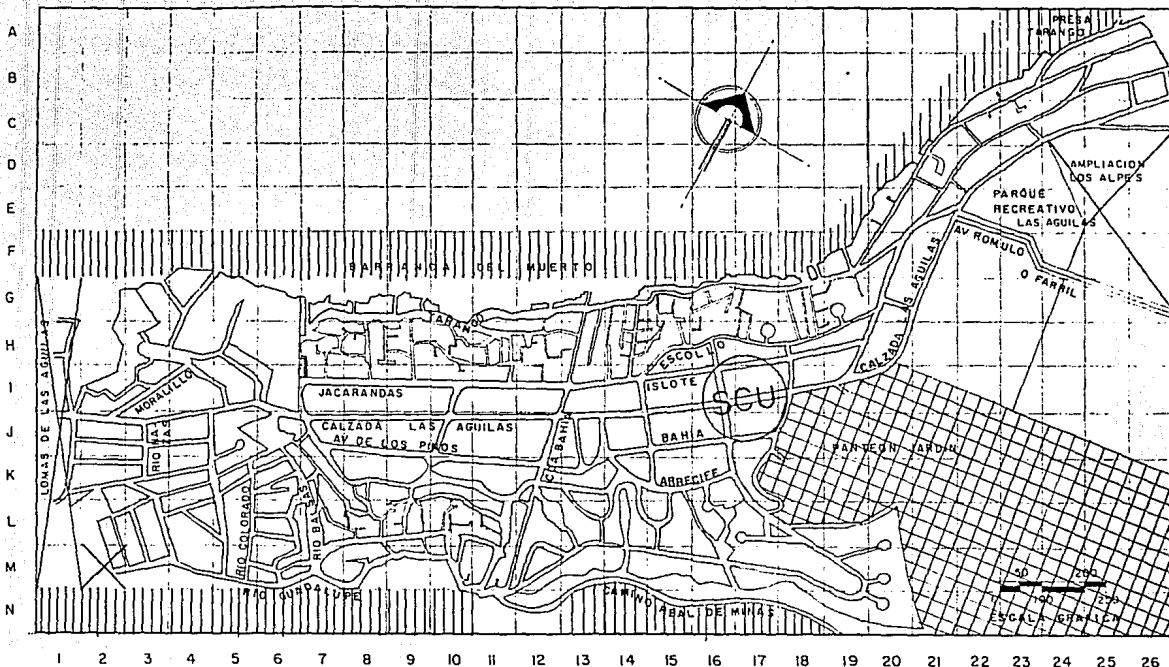 A
B
C
D
E
F
G
H
I
J
K
L
M
N
PRESA
TARANGO
AMPLIACION
LOS ALPES
PARQUE
RECREATIVO
LAS AGUILAS
AV ROMULO
O FARRIL
BARRANCA DEL MUERTO
TARANGO
CALZADA LAS AGUILAS
ESCOLLO
ISLOTE
SCU
LOMAS DE LAS AGUILAS
MORALILLO
JACARANDAS
CALZADA LAS AGUILAS
AV DE LOS PINOS
BAHIA
PANTEON JARDIN
ARRECIFE
RIO COLORADO
RIO BALSAS
RIO GUADALUPE
CAMINO REAL DE MINAS
50 200
100 250
ESCALA GRAFICA
1 2 3 4 5 6 7 8 9 10 11 12 13 14 15 16 17 18 19 20 21 22 23 24 25 26